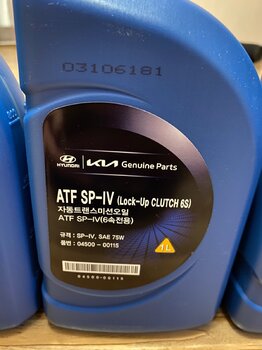 03106181
HYUNDAI KIA Genuine Parts
ATF SP-IV (Lock-Up CLUTCH 6S)
자동트랜스미션오일
ATF SP-IV(6속전용)
규격 : SP-IV, SAE 75W
품번 : 04500 - 00115
1L
04500-00115